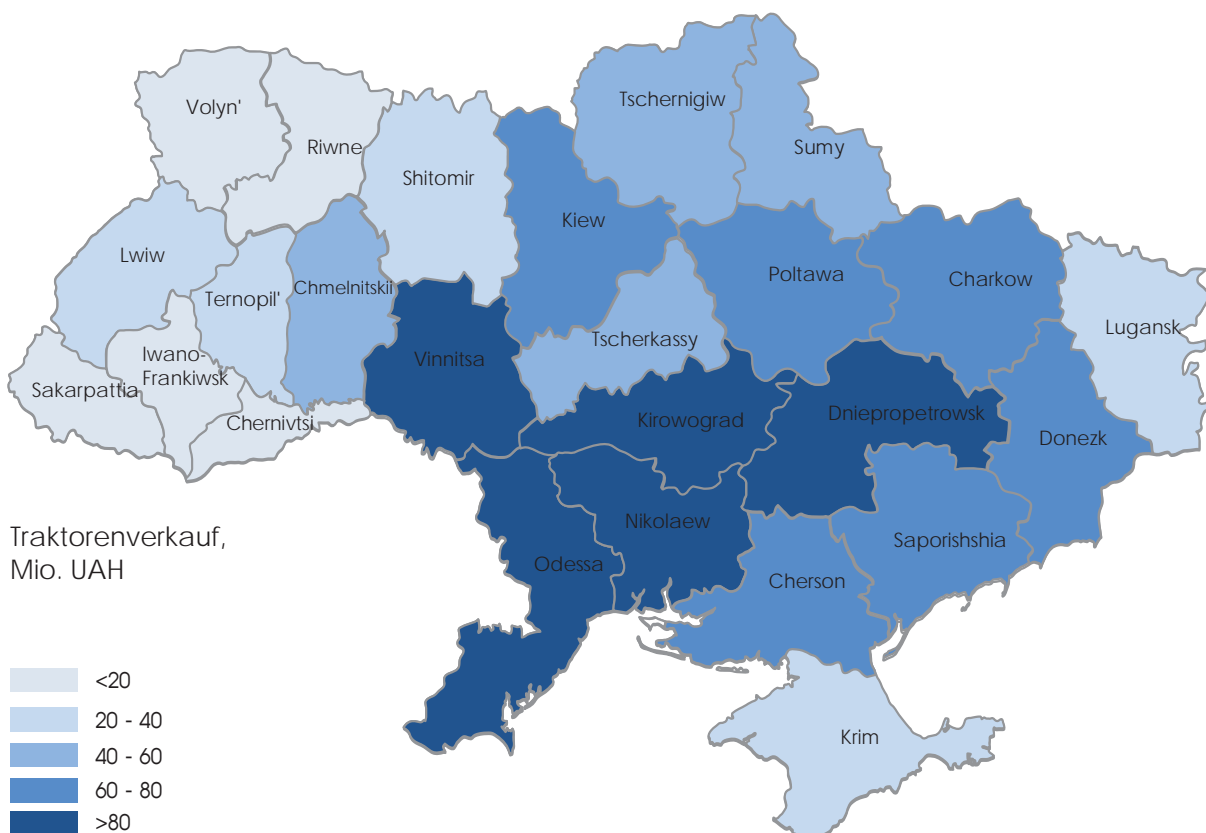 Tschernigiw
Volyn'
Riwne
Sumy
Shitomir
Kiew
Lwiw
Ternopil'
Chmelnitskii
Poltawa
Charkow
Lugansk
Tscherkassy
Iwano-
Frankiwsk
Vinnitsa
Sakarpattia
Chernivtsi
Kirowograd
Dniepropetrowsk
Donezk
Nikolaew
Odessa
Saporishshia
Cherson
Krim
Traktorenverkauf,
Mio. UAH
<20
20 - 40
40 - 60
60 - 80
>80